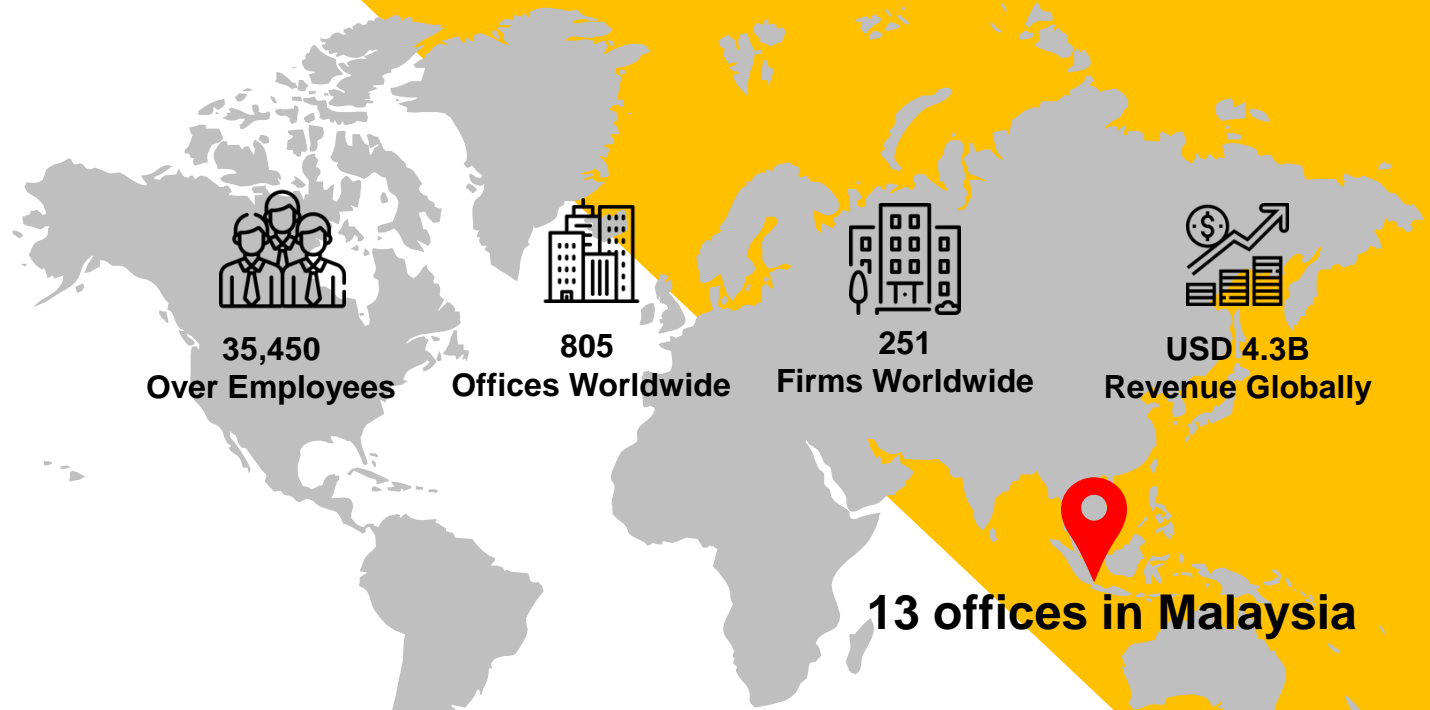 35,450
Over Employees
805
Offices Worldwide
251
Firms Worldwide
USD 4.3B
Revenue Globally
13 offices in Malaysia